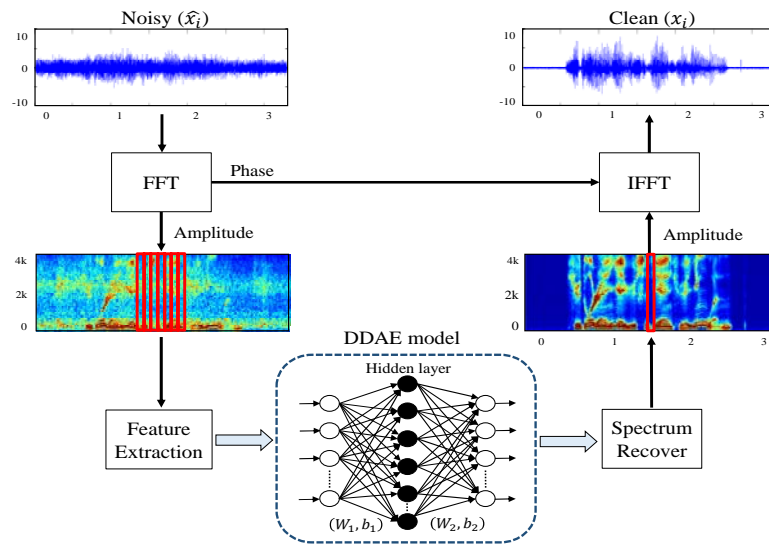 Noisy (x̂ᵢ)
Clean (xᵢ)
10
0
-10
0 1 2 3
10
0
-10
0 1 2 3
FFT
Phase
IFFT
Amplitude
Amplitude
4k
2k
0
4k
2k
0
0 1 2 3
DDAE model
Hidden layer
Feature
Extraction
Spectrum
Recover
(W₁, b₁)
(W₂, b₂)